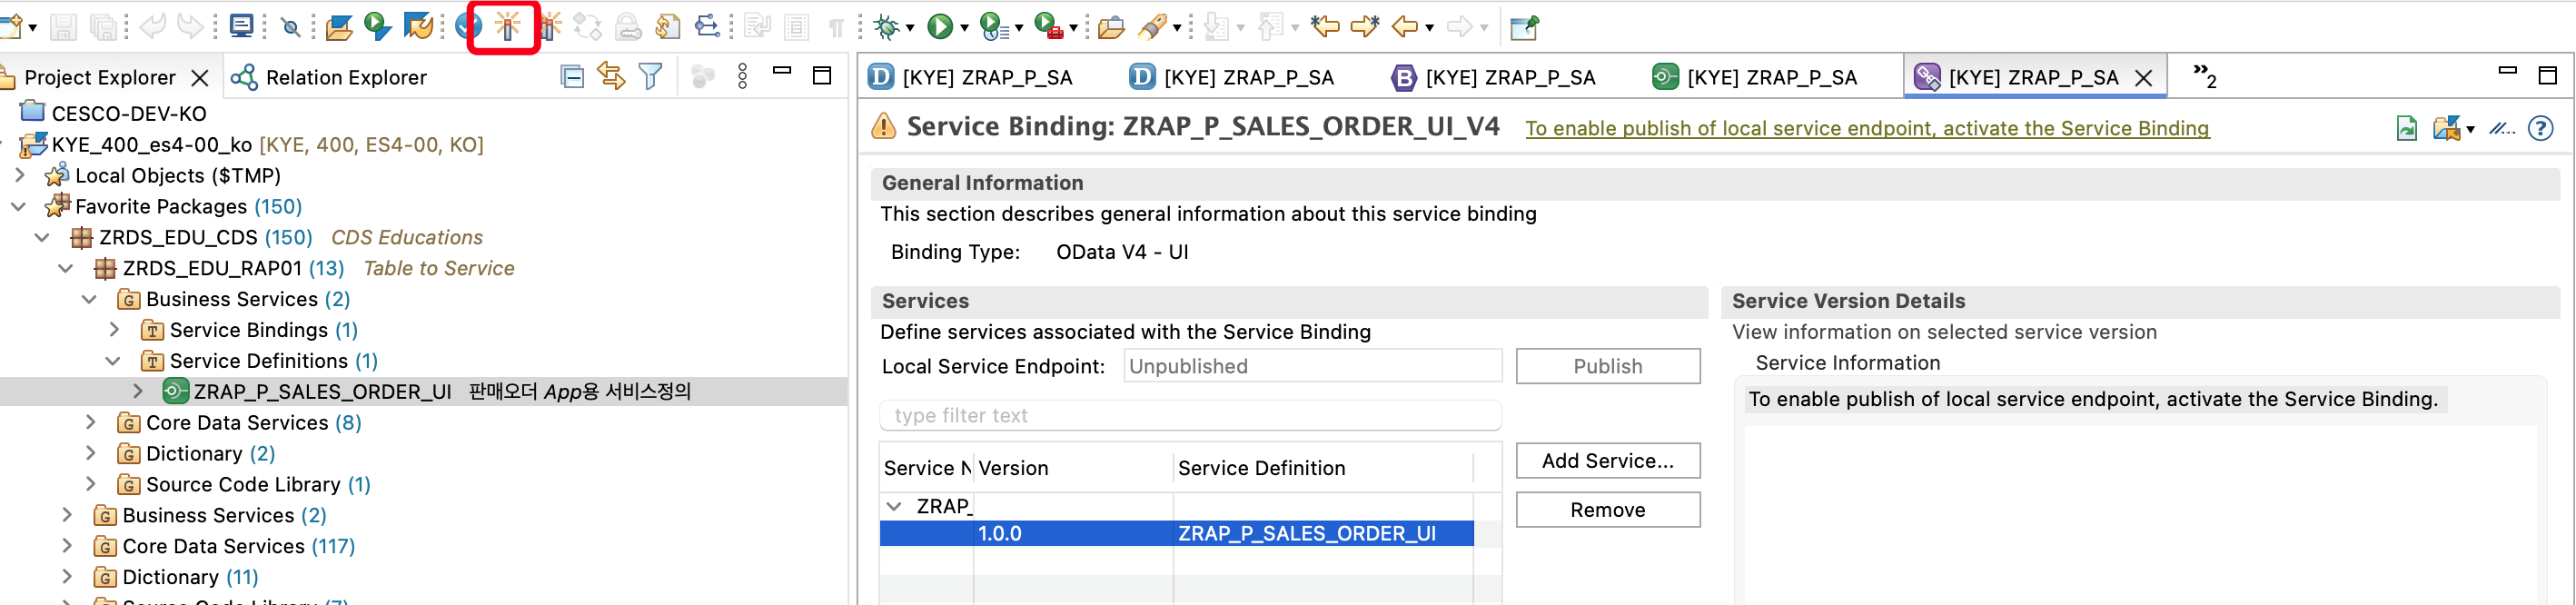 Project Explorer
Relation Explorer
CESCO-DEV-KO
KYE_400_es4-00_ko [KYE, 400, ES4-00, KO]
Local Objects ($TMP)
Favorite Packages (150)
ZRDS_EDU_CDS (150) CDS Educations
ZRDS_EDU_RAP01 (13) Table to Service
Business Services (2)
Service Bindings (1)
Service Definitions (1)
ZRAP_P_SALES_ORDER_UI 판매오더 App용 서비스정의
Core Data Services (8)
Dictionary (2)
Source Code Library (1)
Business Services (2)
Core Data Services (117)
Dictionary (11)
Source Code Library (7)
[KYE] ZRAP_P_SA
[KYE] ZRAP_P_SA
[KYE] ZRAP_P_SA
[KYE] ZRAP_P_SA
[KYE] ZRAP_P_SA
»2
Service Binding: ZRAP_P_SALES_ORDER_UI_V4
To enable publish of local service endpoint, activate the Service Binding
General Information
This section describes general information about this service binding
Binding Type: OData V4 - UI
Services
Define services associated with the Service Binding
Local Service Endpoint: Unpublished
Publish
type filter text
Service N Version Service Definition
Add Service...
ZRAP_
Remove
1.0.0 ZRAP_P_SALES_ORDER_UI
Service Version Details
View information on selected service version
Service Information
To enable publish of local service endpoint, activate the Service Binding.